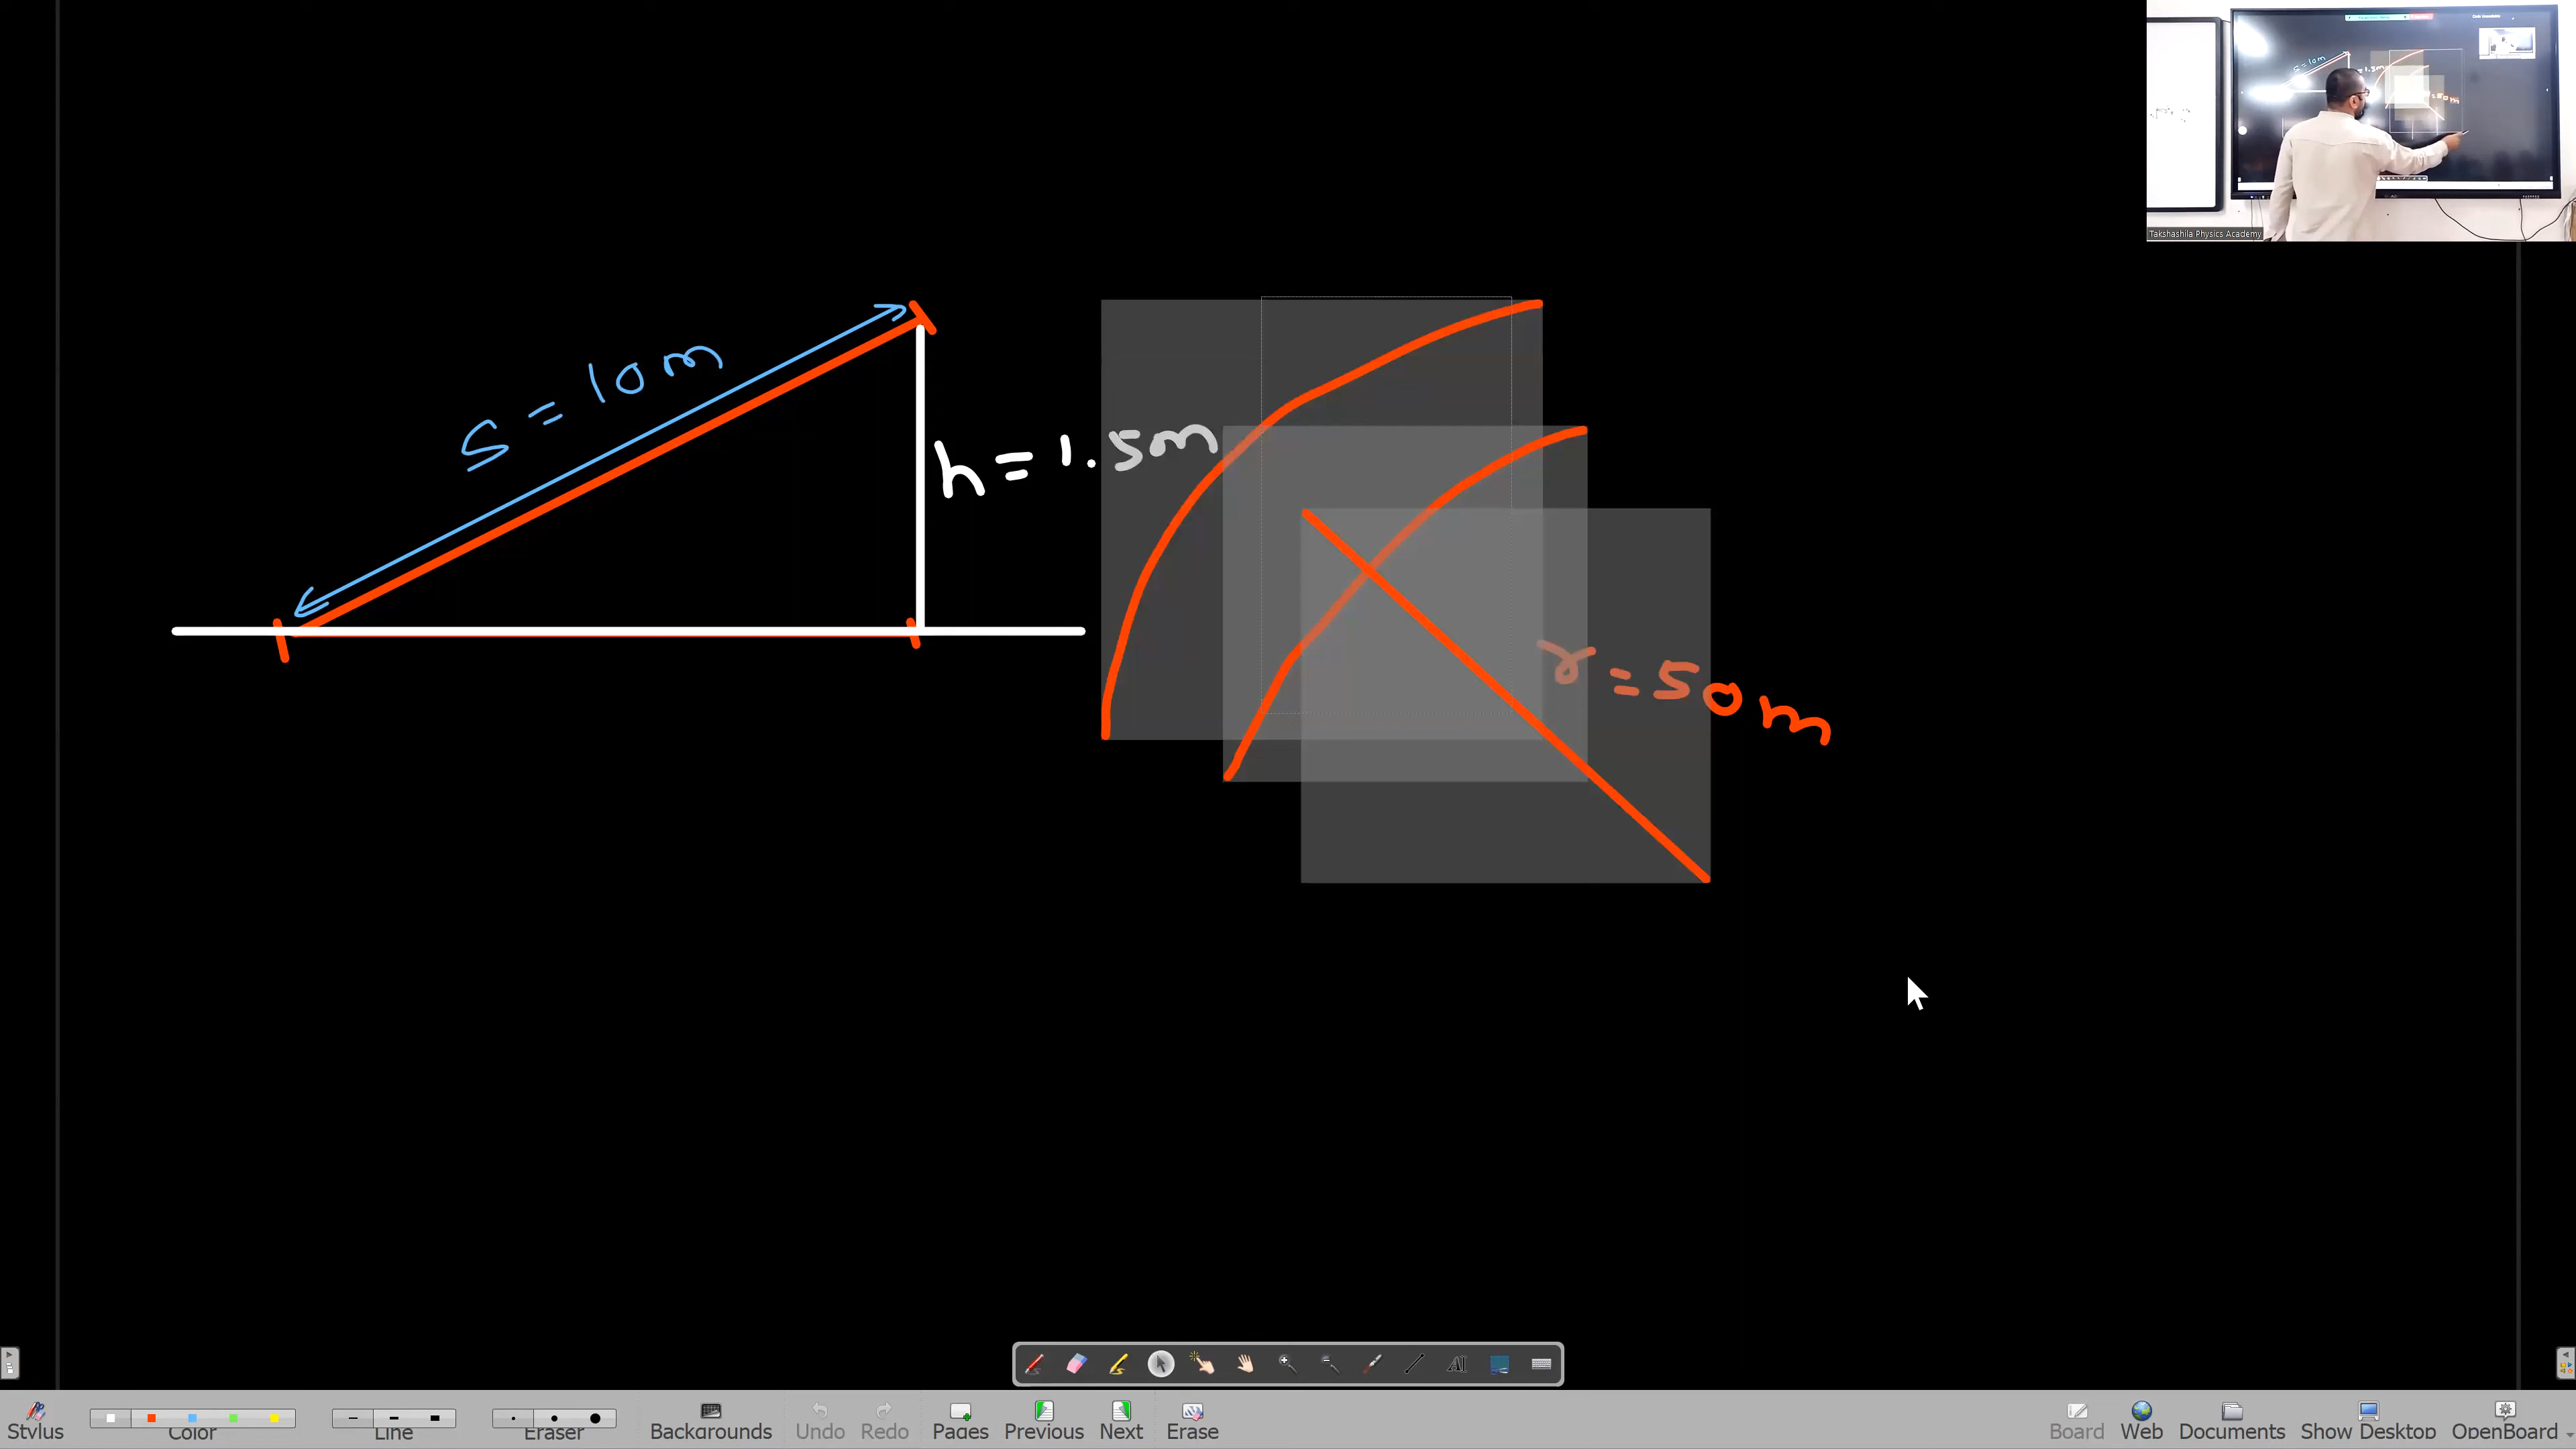 Takshashila Physics Academy
S = 10m
h = 1.5m
r = 50m
Stylus
Color
Line
Eraser
Backgrounds
Undo
Redo
Pages
Previous
Next
Erase
Board
Web
Documents
Show Desktop
OpenBoard